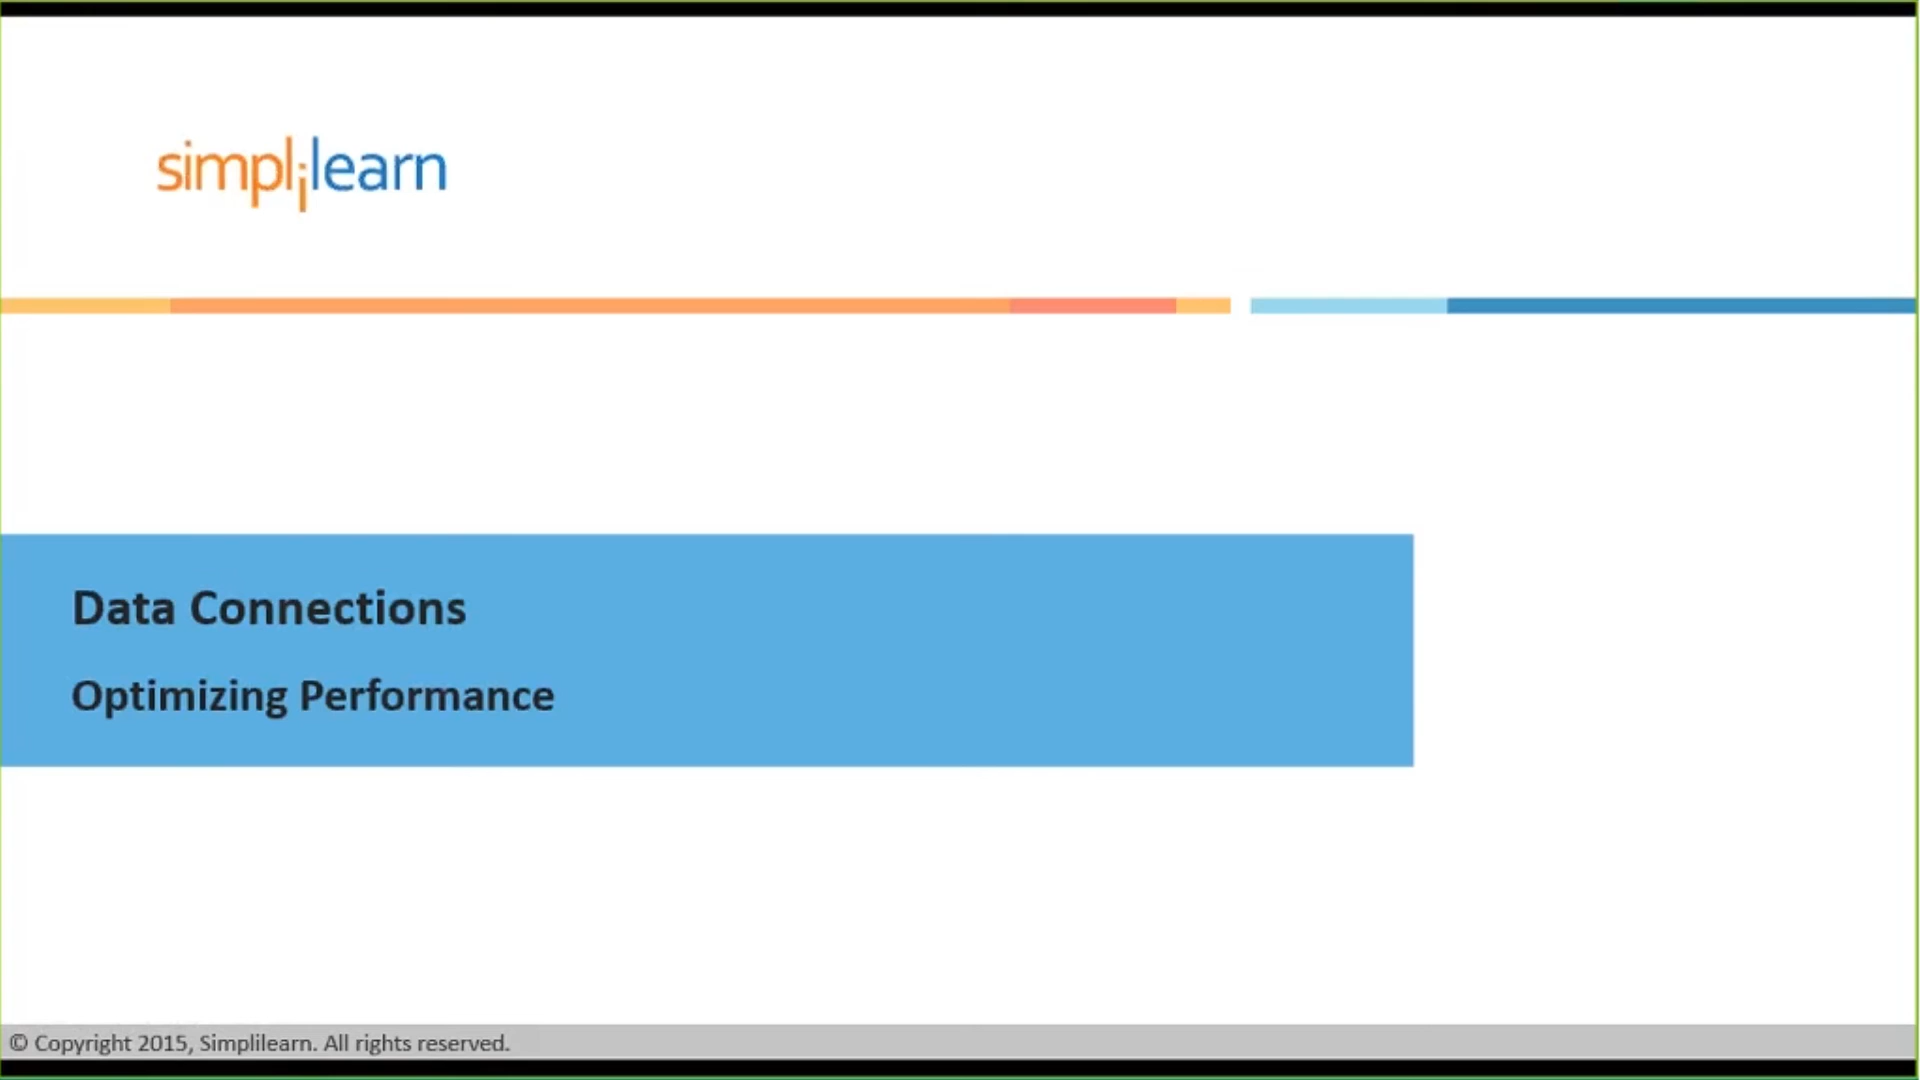 simplilearn
Data Connections
Optimizing Performance
© Copyright 2015, Simplilearn. All rights reserved.